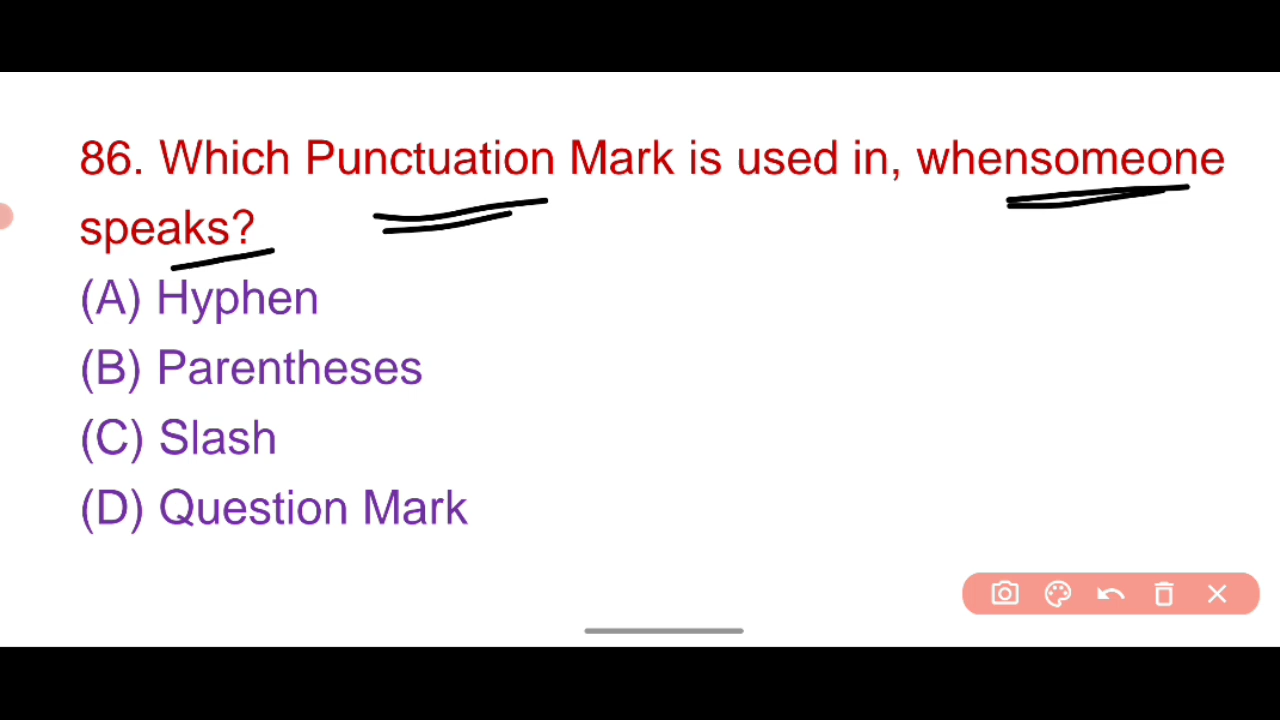 86. Which Punctuation Mark is used in, whensomeone
speaks?
(A) Hyphen
(B) Parentheses
(C) Slash
(D) Question Mark